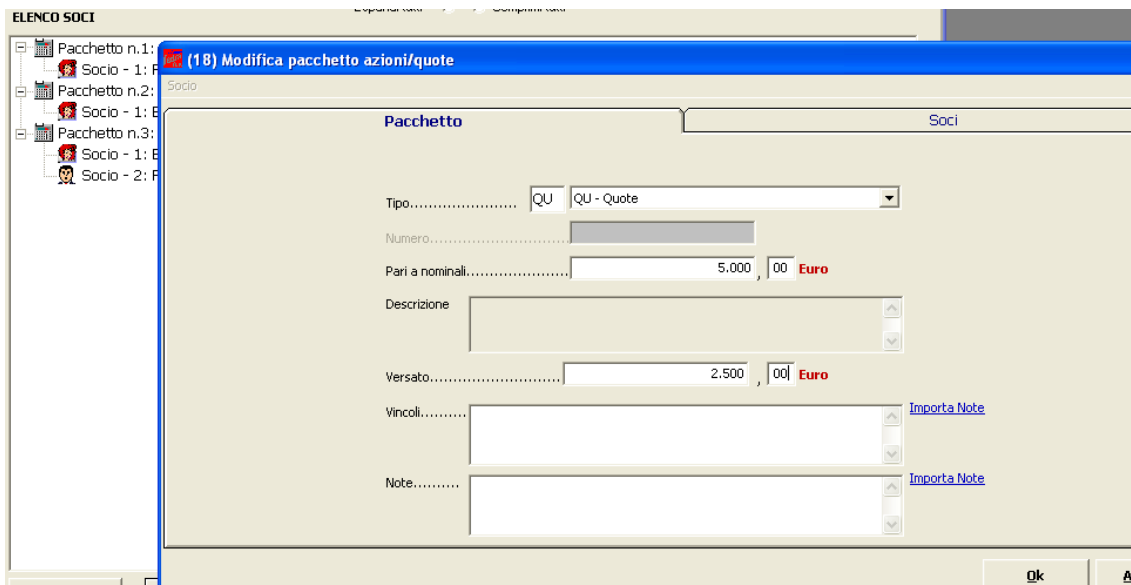 ELENCO SOCI
Pacchetto n.1:
Socio - 1:
Pacchetto n.2:
Socio - 1:
Pacchetto n.3:
Socio - 1:
Socio - 2:
(18) Modifica pacchetto azioni/quote
Socio
Pacchetto Soci
Tipo....................... QU QU - Quote
Numero..............................
Pari a nominali...................... 5.000 , 00 Euro
Descrizione
Versato............................ 2.500 , 00 Euro
Vincoli.......... Importa Note
Note.......... Importa Note
Ok